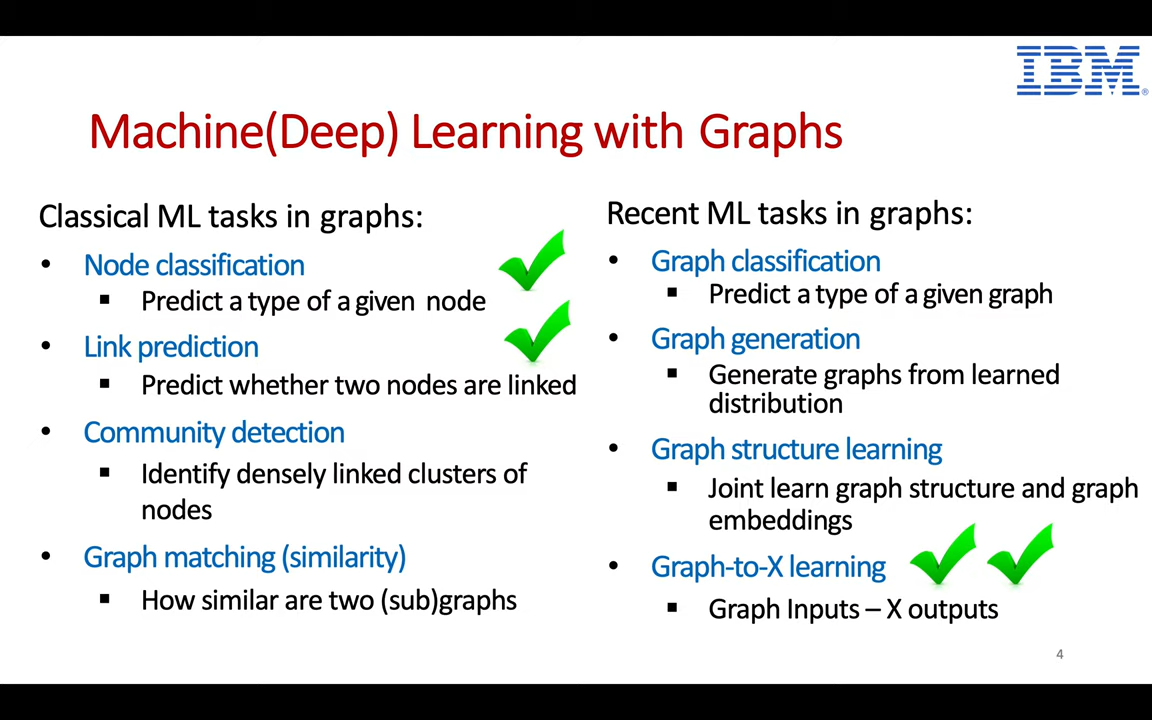 IBM®
Machine(Deep) Learning with Graphs
Classical ML tasks in graphs:
• Node classification
▪ Predict a type of a given node
• Link prediction
▪ Predict whether two nodes are linked
• Community detection
▪ Identify densely linked clusters of
nodes
• Graph matching (similarity)
▪ How similar are two (sub)graphs
Recent ML tasks in graphs:
• Graph classification
▪ Predict a type of a given graph
• Graph generation
▪ Generate graphs from learned
distribution
• Graph structure learning
▪ Joint learn graph structure and graph
embeddings
• Graph-to-X learning
▪ Graph Inputs – X outputs
4